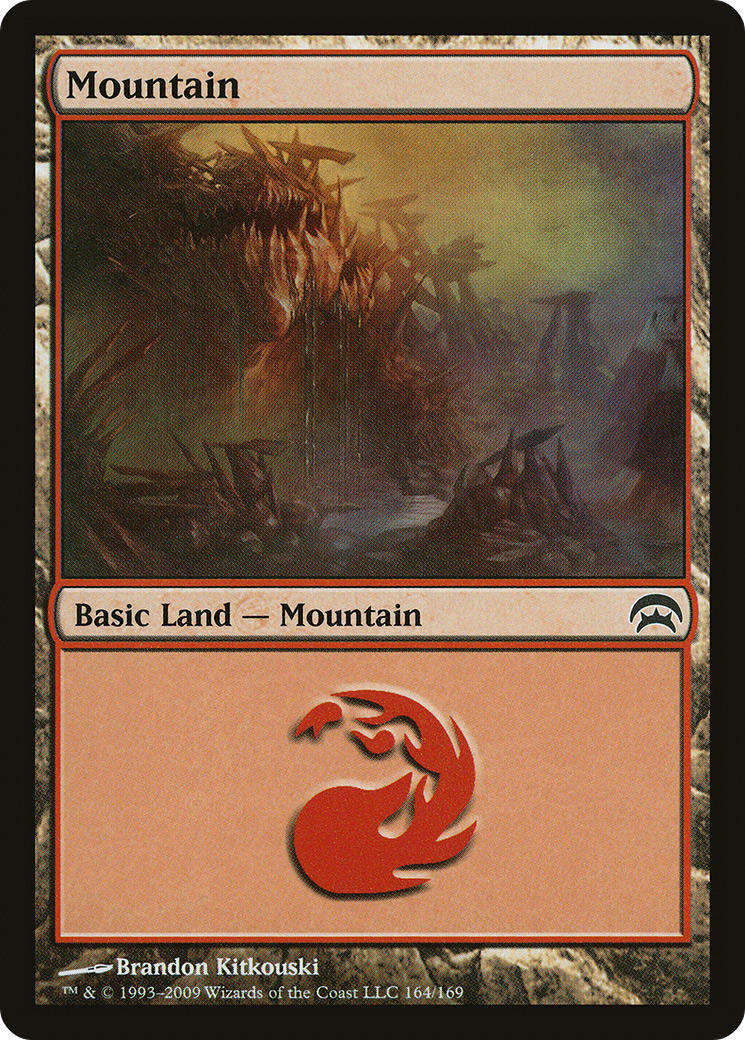 Mountain
Basic Land — Mountain
Brandon Kitkouski
™ & © 1993–2009 Wizards of the Coast LLC 164/169